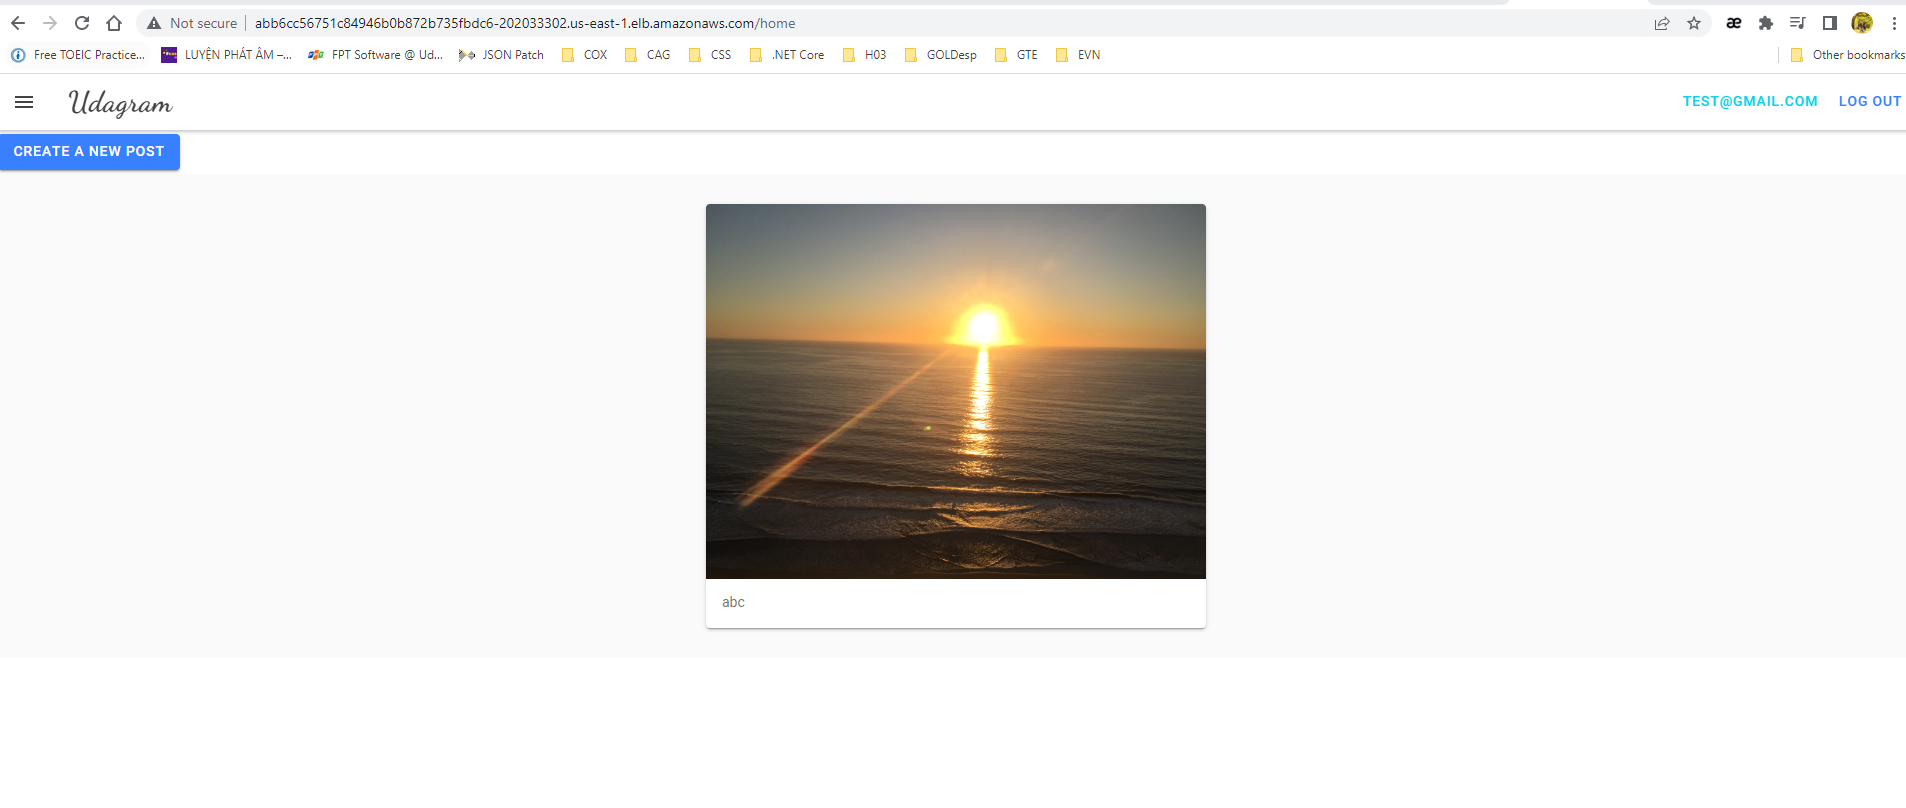 Not secure abb6cc56751c84946b0b872b735fbdc6-202033302.us-east-1.elb.amazonaws.com/home æ
Free TOEIC Practice... LUYỆN PHÁT ÂM –... FPT Software @ Ud... JSON Patch COX CAG CSS .NET Core H03 GOLDesp GTE EVN Other bookmarks
Udagram TEST@GMAIL.COM LOG OUT
CREATE A NEW POST
abc